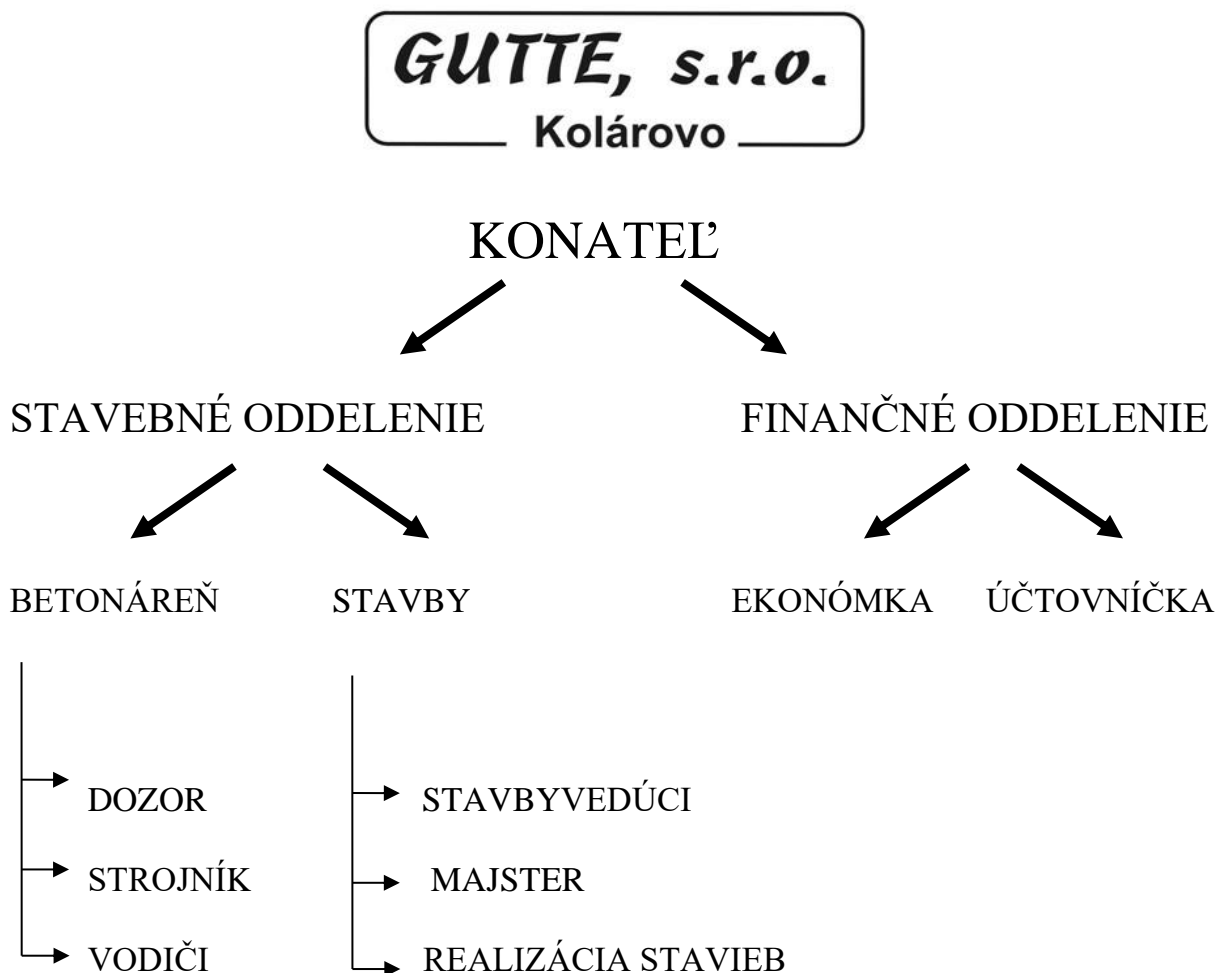 GUTTE, s.r.o.
Kolárovo
KONATEĽ
STAVEBNÉ ODDELENIE
FINANČNÉ ODDELENIE
BETONÁREŇ
STAVBY
EKONÓMKA
ÚČTOVNÍČKA
DOZOR
STROJNÍK
VODIČI
STAVBYVEDÚCI
MAJSTER
REALIZÁCIA STAVIEB